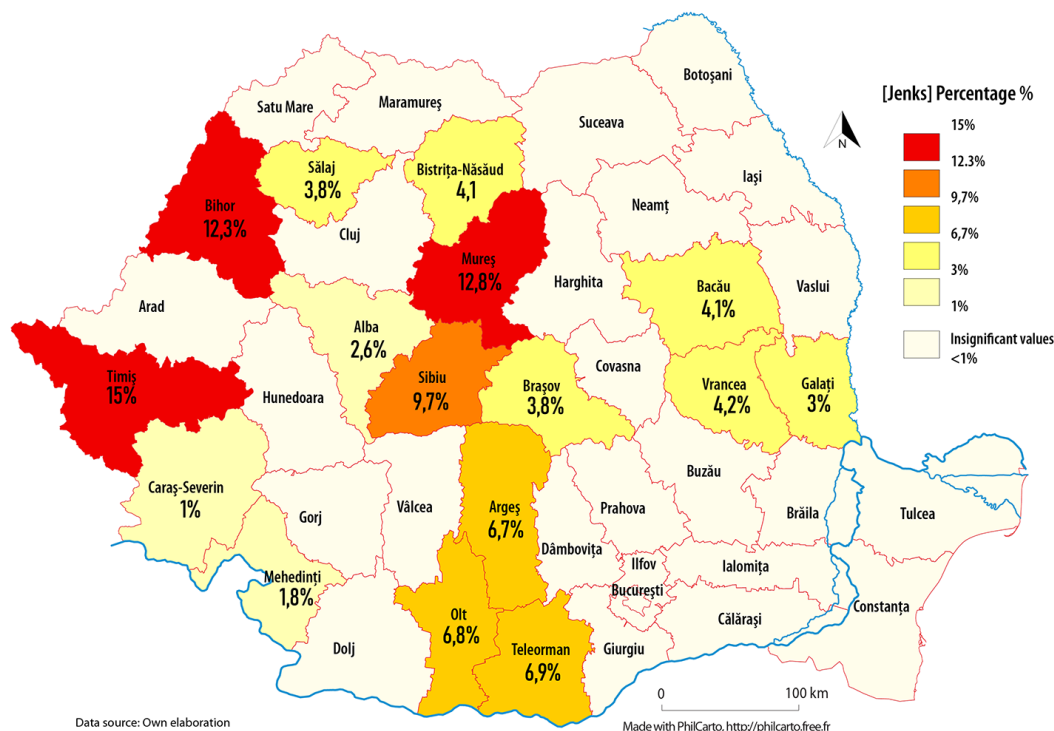 Botoşani
Satu Mare
Maramureş
Suceava
[Jenks] Percentage %
15%
12.3%
9,7%
6,7%
3%
1%
Insignificant values
<1%
N
Sălaj
3,8%
Bistriţa-Năsăud
4,1
Iaşi
Bihor
12,3%
Neamţ
Cluj
Mureş
12,8%
Harghita
Bacău
4,1%
Vaslui
Arad
Alba
2,6%
Timiş
15%
Sibiu
9,7%
Braşov
3,8%
Covasna
Vrancea
4,2%
Galaţi
3%
Hunedoara
Caraş-Severin
1%
Gorj
Vâlcea
Argeş
6,7%
Buzău
Prahova
Brăila
Tulcea
Dâmboviţa
Ilfov
Ialomiţa
Mehedinţi
1,8%
Bucureşti
Constanţa
Olt
6,8%
Călăraşi
Dolj
Teleorman
6,9%
Giurgiu
0
100 km
Data source: Own elaboration
Made with PhilCarto, http://philcarto.free.fr